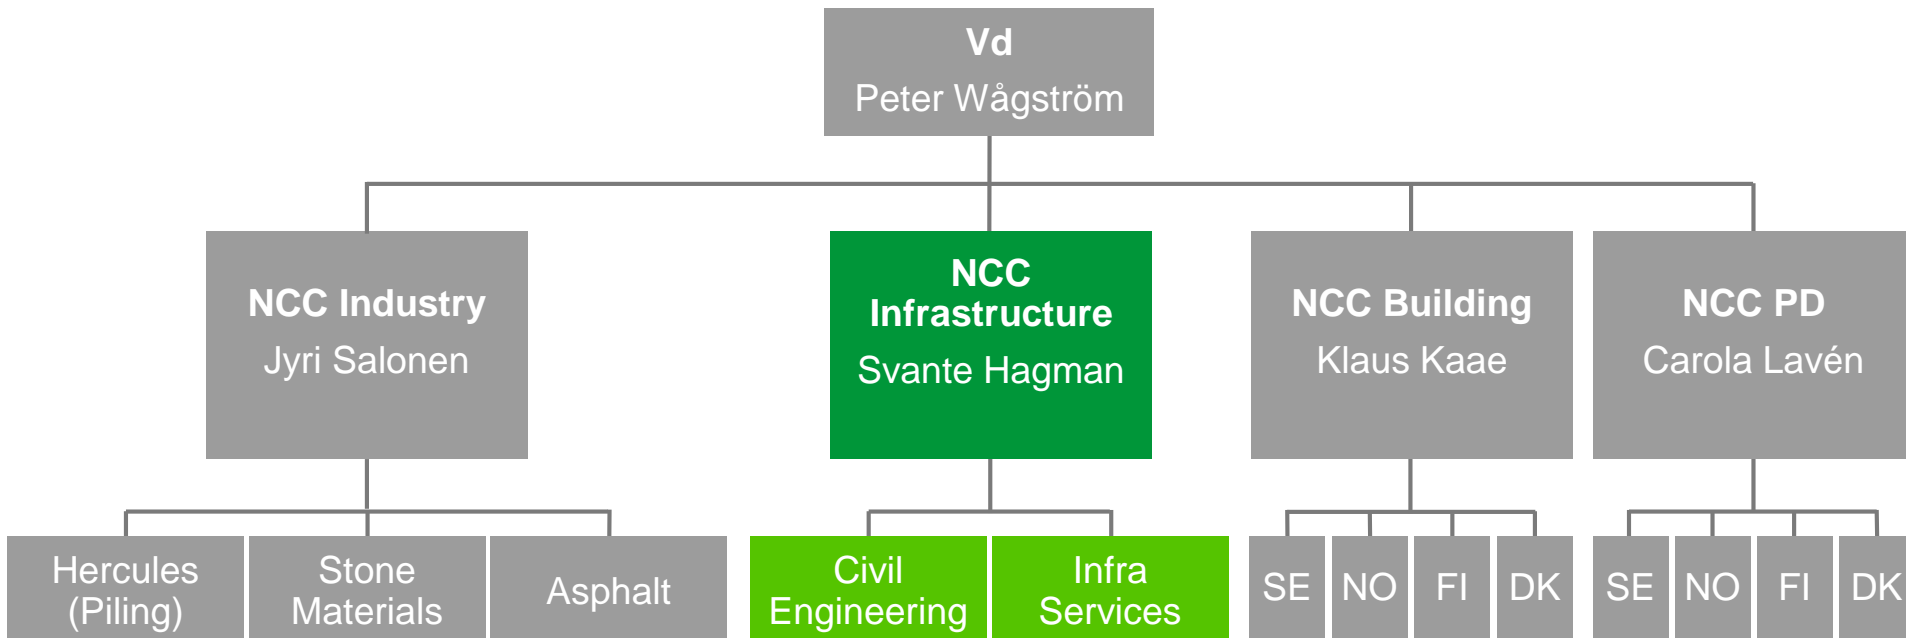 Vd
Peter Wågström
NCC Industry
Jyri Salonen
NCC
Infrastructure
Svante Hagman
NCC Building
Klaus Kaae
NCC PD
Carola Lavén
Hercules
(Piling)
Stone
Materials
Asphalt
Civil
Engineering
Infra
Services
SE
NO
FI
DK
SE
NO
FI
DK